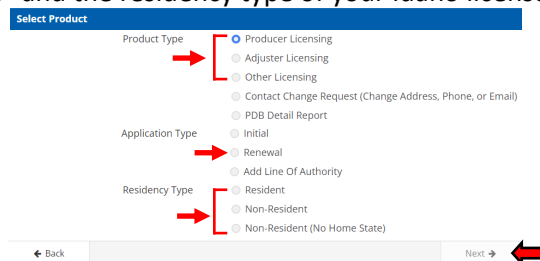 and the residency type of your Idaho license
Select Product
Product Type
Producer Licensing
Adjuster Licensing
Other Licensing
Contact Change Request (Change Address, Phone, or Email)
PDB Detail Report
Application Type
Initial
Renewal
Add Line Of Authority
Residency Type
Resident
Non-Resident
Non-Resident (No Home State)
Back
Next